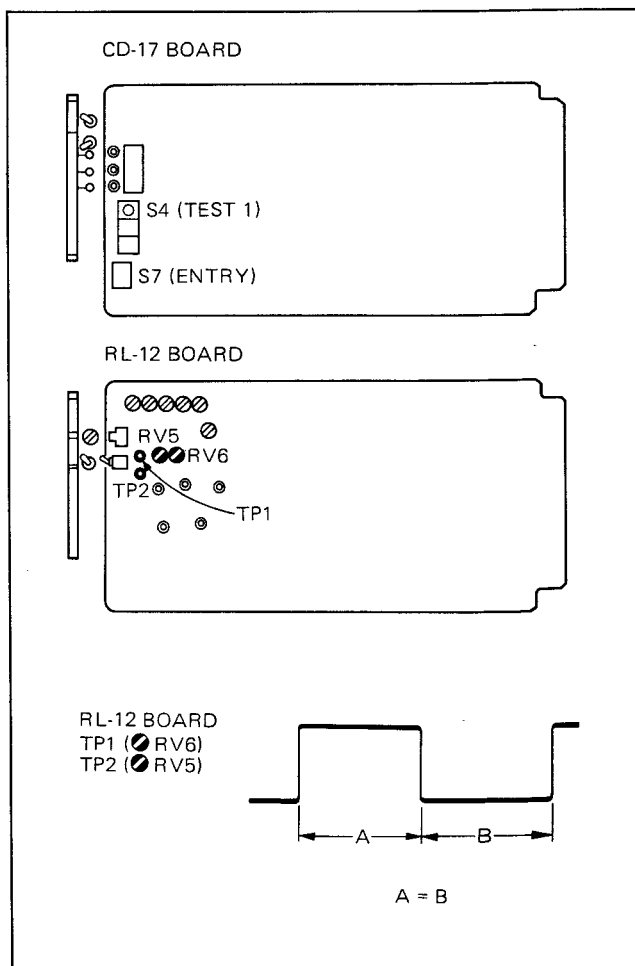 CD-17 BOARD
S4 (TEST 1)
S7 (ENTRY)
RL-12 BOARD
RV5
RV6
TP2
TP1
RL-12 BOARD
TP1 (RV6)
TP2 (RV5)
A
B
A = B